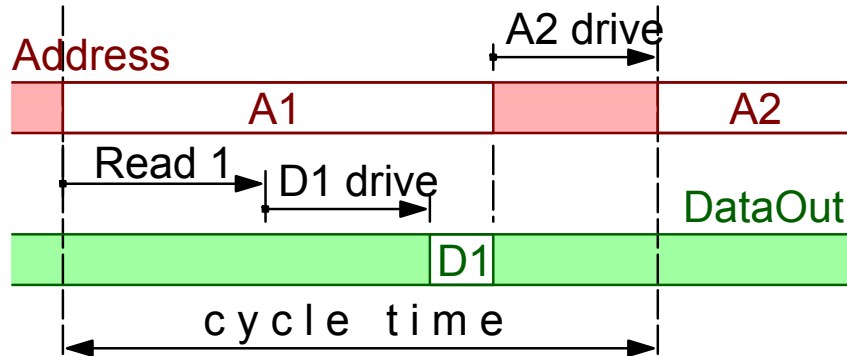 A2 drive
Address
A1
A2
Read 1
D1 drive
DataOut
D1
cycle time